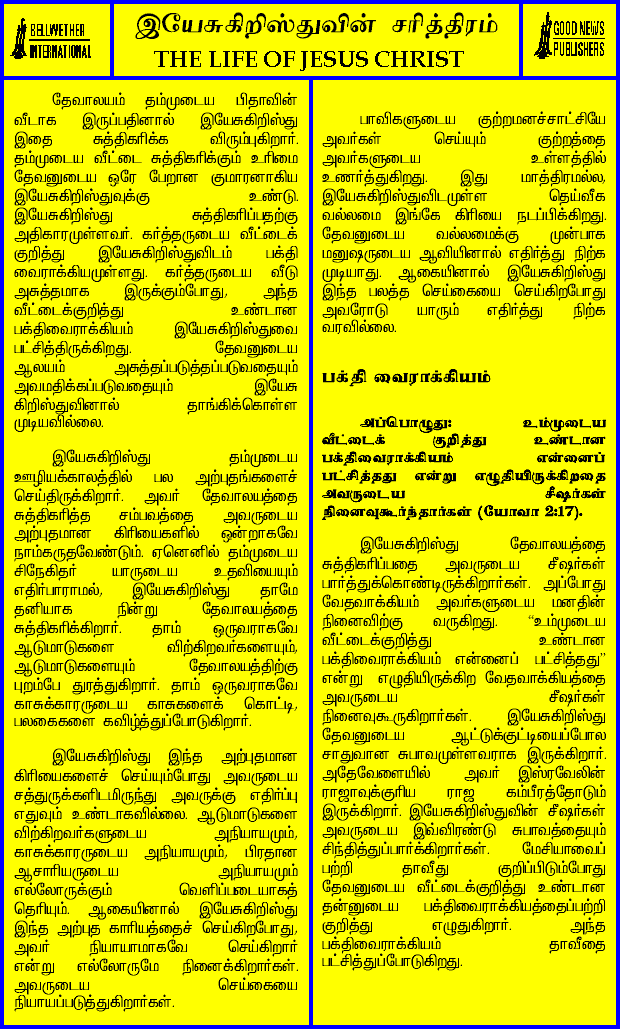 BELLWETHER
INTERNATIONAL
இயேசுகிறிஸ்துவின் சரித்திரம்
THE LIFE OF JESUS CHRIST
GOOD NEWS
PUBLISHERS
தேவாலயம் தம்முடைய பிதாவின்
வீடாக இருப்பதினால் இயேசுகிறிஸ்து
இதை சுத்திகரிக்க விரும்புகிறார்.
தம்முடைய வீட்டை சுத்திகரிக்கும் உரிமை
தேவனுடைய ஒரே பேறான குமாரனாகிய
இயேசுகிறிஸ்துவுக்கு உண்டு.
இயேசுகிறிஸ்து சுத்திகரிப்பதற்கு
அதிகாரமுள்ளவர். கர்த்தருடைய வீட்டைக்
குறித்து இயேசுகிறிஸ்துவிடம் பக்தி
வைராக்கியமுள்ளது. கர்த்தருடைய வீடு
அசுத்தமாக இருக்கும்போது, அந்த
வீட்டைக்குறித்து உண்டான
பக்திவைராக்கியம் இயேசுகிறிஸ்துவை
பட்சித்திருக்கிறது. தேவனுடைய
ஆலயம் அசுத்தப்படுத்தப்படுவதையும்
அவமதிக்கப்படுவதையும் இயேசு
கிறிஸ்துவினால் தாங்கிக்கொள்ள
முடியவில்லை.
இயேசுகிறிஸ்து தம்முடைய
ஊழியக்காலத்தில் பல அற்புதங்களைச்
செய்திருக்கிறார். அவர் தேவாலயத்தை
சுத்திகரித்த சம்பவத்தை அவருடைய
அற்புதமான கிரியைகளில் ஒன்றாகவே
நாம்கருதவேண்டும். ஏனெனில் தம்முடைய
சிநேகிதர் யாருடைய உதவியையும்
எதிர்பாராமல், இயேசுகிறிஸ்து தாமே
தனியாக நின்று தேவாலயத்தை
சுத்திகரிக்கிறார். தாம் ஒருவராகவே
ஆடுமாடுகளை விற்கிறவர்களையும்,
ஆடுமாடுகளையும் தேவாலயத்திற்கு
புறம்பே துரத்துகிறார். தாம் ஒருவராகவே
காசுக்காரருடைய காசுகளைக் கொட்டி,
பலகைகளை கவிழ்த்துப்போடுகிறார்.
இயேசுகிறிஸ்து இந்த அற்புதமான
கிரியைகளைச் செய்யும்போது அவருடைய
சத்துருக்களிடமிருந்து அவருக்கு எதிர்ப்பு
எதுவும் உண்டாகவில்லை. ஆடுமாடுகளை
விற்கிறவர்களுடைய அநியாயமும்,
காசுக்காரருடைய அநியாயமும், பிரதான
ஆசாரியருடைய அநியாயமும்
எல்லோருக்கும் வெளிப்படையாகத்
தெரியும். ஆகையினால் இயேசுகிறிஸ்து
இந்த அற்புத காரியத்தைச் செய்கிறபோது,
அவர் நியாயமாகவே செய்கிறார்
என்று எல்லோருமே நினைக்கிறார்கள்.
அவருடைய செய்கையை
நியாயப்படுத்துகிறார்கள்.
பாவிகளுடைய குற்றமனச்சாட்சியே
அவர்கள் செய்யும் குற்றத்தை
அவர்களுடைய உள்ளத்தில்
உணர்த்துகிறது. இது மாத்திரமல்ல,
இயேசுகிறிஸ்துவிடமுள்ள தெய்வீக
வல்லமை இங்கே கிரியை நடப்பிக்கிறது.
தேவனுடைய வல்லமைக்கு முன்பாக
மனுஷருடைய ஆவியினால் எதிர்த்து நிற்க
முடியாது. ஆகையினால் இயேசுகிறிஸ்து
இந்த பலத்த செய்கையை செய்கிறபோது
அவரோடு யாரும் எதிர்த்து நிற்க
வரவில்லை.
பக்தி வைராக்கியம்
அப்பொழுது: உம்முடைய
வீட்டைக் குறித்து உண்டான
பக்திவைராக்கியம் என்னைப்
பட்சித்தது என்று எழுதியிருக்கிறதை
அவருடைய சீஷர்கள்
நினைவுகூர்ந்தார்கள் (யோவா 2:17).
இயேசுகிறிஸ்து தேவாலயத்தை
சுத்திகரிப்பதை அவருடைய சீஷர்கள்
பார்த்துக்கொண்டிருக்கிறார்கள். அப்போது
வேதவாக்கியம் அவர்களுடைய மனதின்
நினைவிற்கு வருகிறது. “உம்முடைய
வீட்டைக்குறித்து உண்டான
பக்திவைராக்கியம் என்னைப் பட்சித்தது”
என்று எழுதியிருக்கிற வேதவாக்கியத்தை
அவருடைய சீஷர்கள்
நினைவுகூருகிறார்கள். இயேசுகிறிஸ்து
தேவனுடைய ஆட்டுக்குட்டியைப்போல
சாதுவான சுபாவமுள்ளவராக இருக்கிறார்.
அதேவேளையில் அவர் இஸ்ரவேலின்
ராஜாவுக்குரிய ராஜ கம்பீரத்தோடும்
இருக்கிறார். இயேசுகிறிஸ்துவின் சீஷர்கள்
அவருடைய இவ்விரண்டு சுபாவத்தையும்
சிந்தித்துப்பார்க்கிறார்கள். மேசியாவைப்
பற்றி தாவீது குறிப்பிடும்போது
தேவனுடைய வீட்டைக்குறித்து உண்டான
தன்னுடைய பக்திவைராக்கியத்தைப்பற்றி
குறித்து எழுதுகிறார். அந்த
பக்திவைராக்கியம் தாவீதை
பட்சித்துப்போடுகிறது.